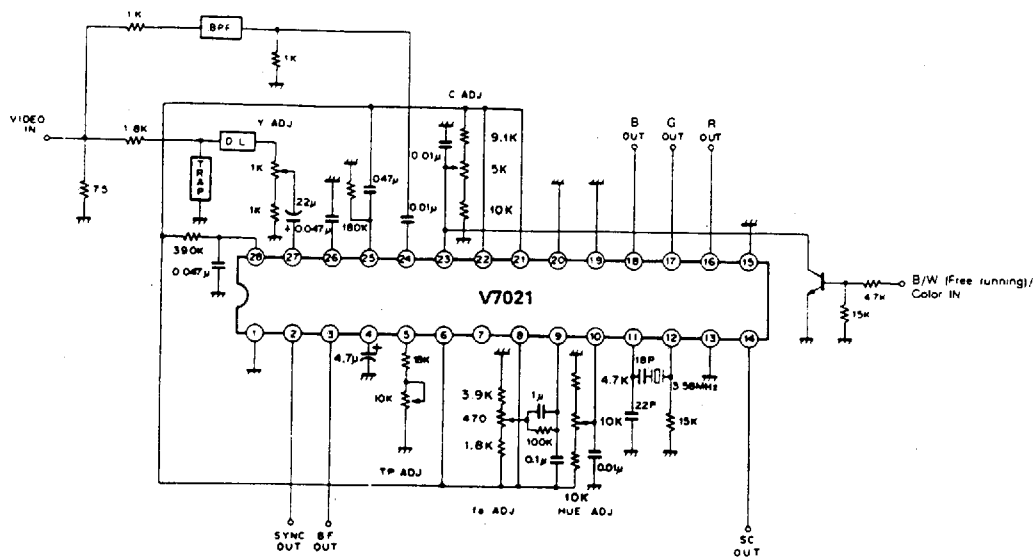 1K
BPF
1K
C ADJ
VIDEO
IN
1.8K
D L
Y ADJ
TRAP
75
1K
1K
22μ
+
0.047μ
180K
.047μ
0.01μ
0.01μ
9.1K
5K
10K
B
OUT
G
OUT
R
OUT
390K
0.047μ
28
27
26
25
24
23
22
21
20
19
18
17
16
15
V7021
B/W (Free running)/
Color IN
4.7K
15K
1
2
3
4
5
6
7
8
9
10
11
12
13
14
4.7μ
+
18K
10K
TP ADJ
3.9K
470
1.8K
1μ
100K
0.1μ
4.7K
10K
0.01μ
10K
18P
3.58MHz
22P
15K
fo ADJ
HUE ADJ
SYNC
OUT
BF
OUT
SC
OUT